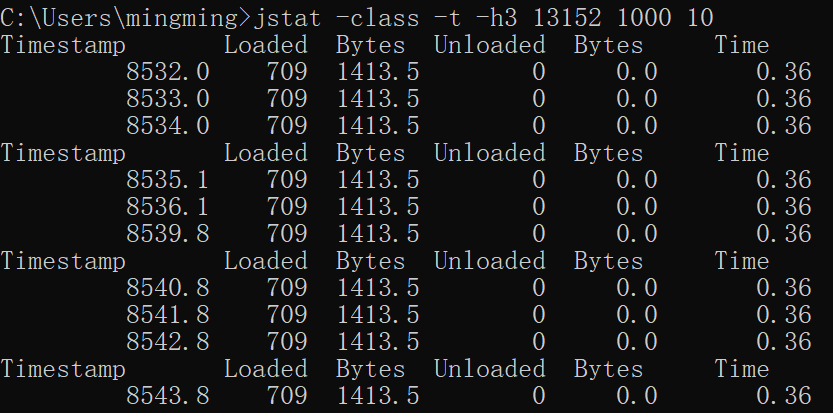 C:\Users\mingming>jstat -class -t -h3 13152 1000 10
Timestamp Loaded Bytes Unloaded Bytes Time
8532.0 709 1413.5 0 0.0 0.36
8533.0 709 1413.5 0 0.0 0.36
8534.0 709 1413.5 0 0.0 0.36
Timestamp Loaded Bytes Unloaded Bytes Time
8535.1 709 1413.5 0 0.0 0.36
8536.1 709 1413.5 0 0.0 0.36
8539.8 709 1413.5 0 0.0 0.36
Timestamp Loaded Bytes Unloaded Bytes Time
8540.8 709 1413.5 0 0.0 0.36
8541.8 709 1413.5 0 0.0 0.36
8542.8 709 1413.5 0 0.0 0.36
Timestamp Loaded Bytes Unloaded Bytes Time
8543.8 709 1413.5 0 0.0 0.36